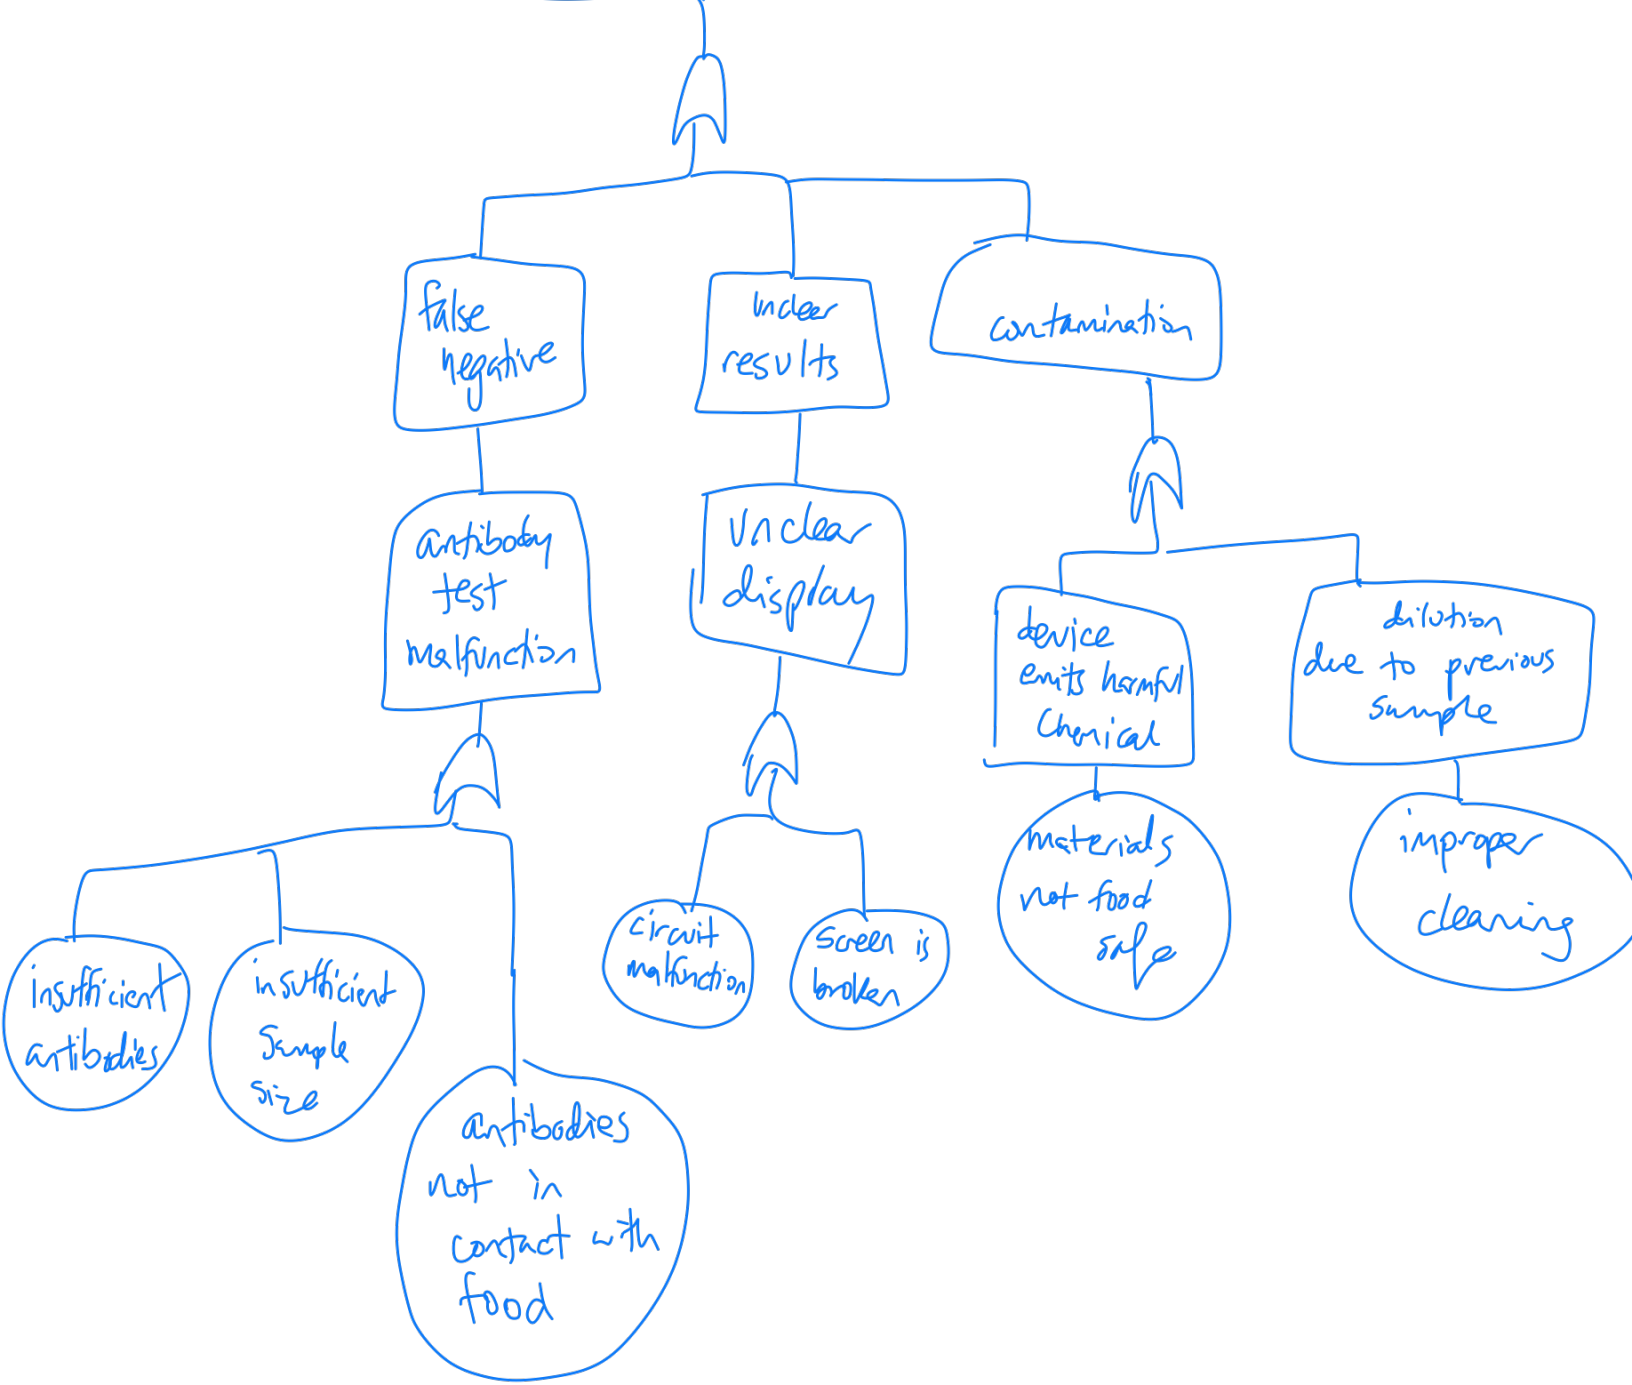 false
negative
unclear
results
contamination
antibody
test
malfunction
Unclear
display
device
emits harmful
chemical
dilution
due to previous
sample
insufficient
antibodies
insufficient
sample
size
antibodies
not in
contact with
food
circuit
malfunction
screen is
broken
materials
not food
safe
improper
cleaning